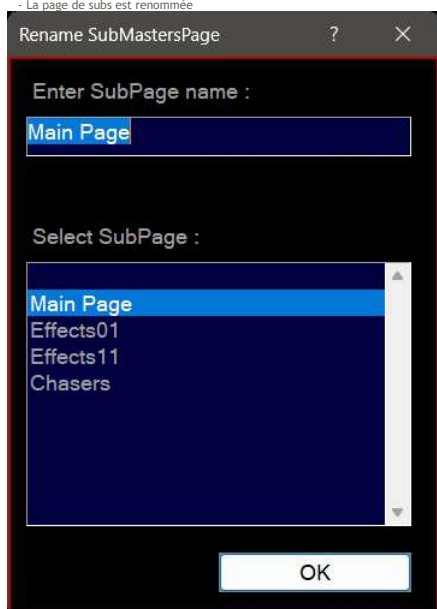 - La page de subs est renommée
Rename SubMastersPage ? ×
Enter SubPage name :
Main Page
Select SubPage :
Main Page
Effects01
Effects11
Chasers
OK